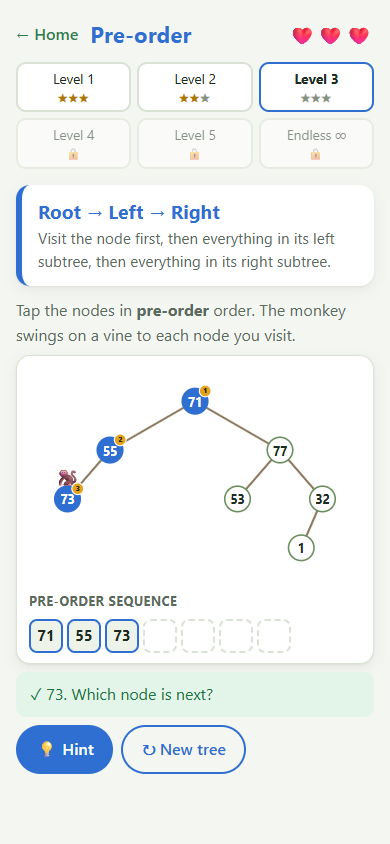 ← Home Pre-order
Level 1 Level 2 Level 3
★★★ ★★★ ★★★
Level 4 Level 5 Endless ∞
Root → Left → Right
Visit the node first, then everything in its left
subtree, then everything in its right subtree.
Tap the nodes in pre-order order. The monkey
swings on a vine to each node you visit.
71 1
55 2 77
73 3 53 32
1
PRE-ORDER SEQUENCE
71 55 73
✓ 73. Which node is next?
Hint ↻ New tree